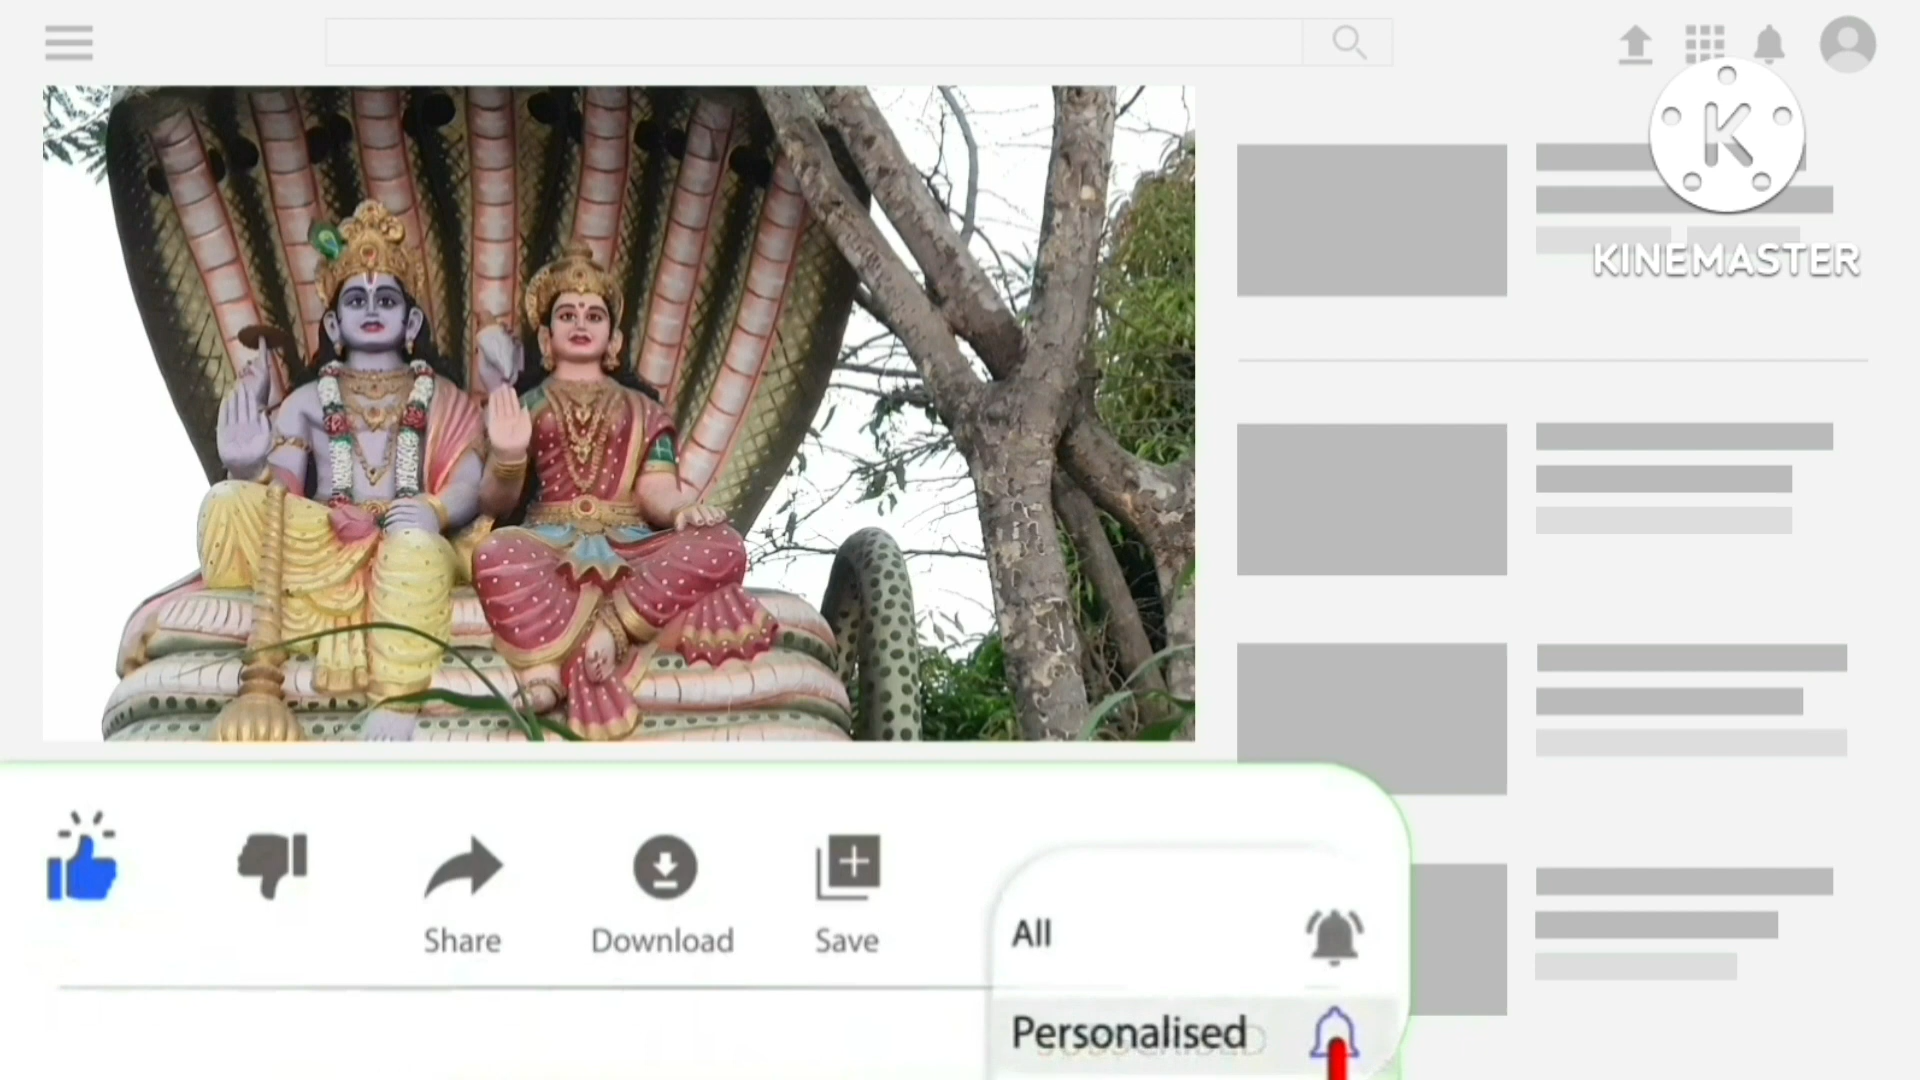 K
KINEMASTER
Share
Download
Save
All
Personalised